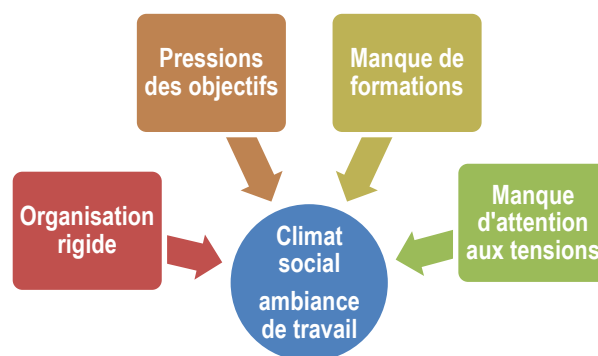 Pressions
des objectifs
Manque de
formations
Organisation
rigide
Manque
d'attention
aux tensions
Climat
social
ambiance
de travail